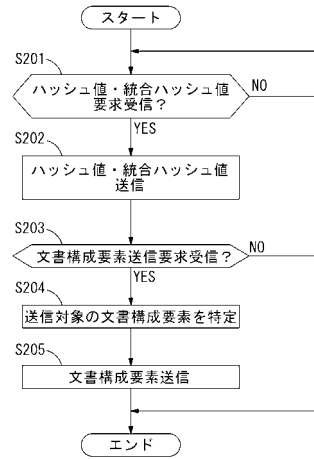 スタート
S201
ハッシュ値・統合ハッシュ値
要求受信？
NO
YES
S202
ハッシュ値・統合ハッシュ値
送信
S203
文書構成要素送信要求受信？
NO
YES
S204
送信対象の文書構成要素を特定
S205
文書構成要素送信
エンド